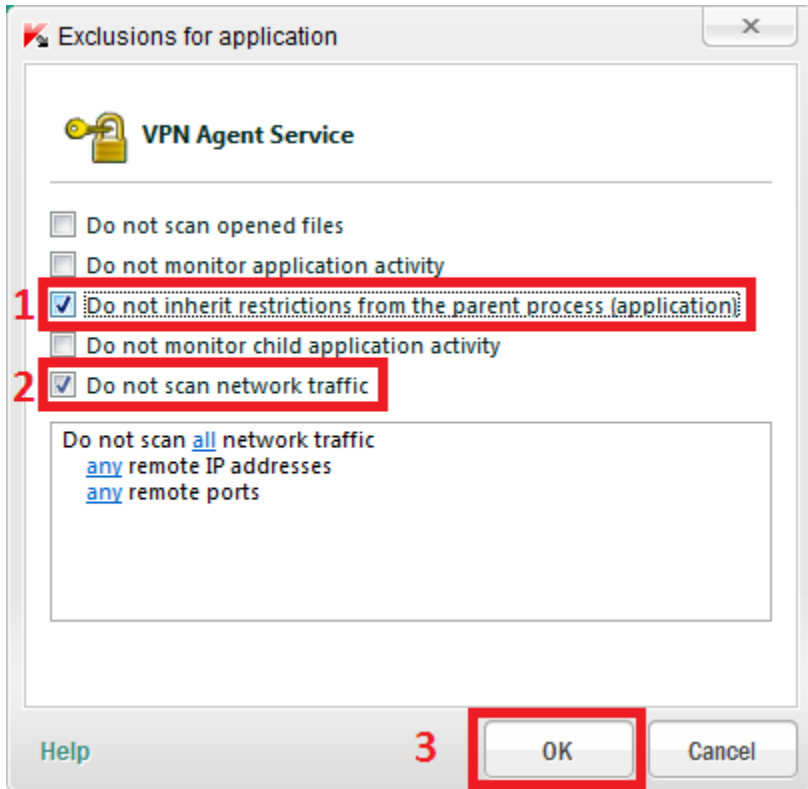 Exclusions for application
VPN Agent Service
Do not scan opened files
Do not monitor application activity
1 Do not inherit restrictions from the parent process (application)
Do not monitor child application activity
2 Do not scan network traffic
Do not scan all network traffic
any remote IP addresses
any remote ports
Help 3 OK Cancel